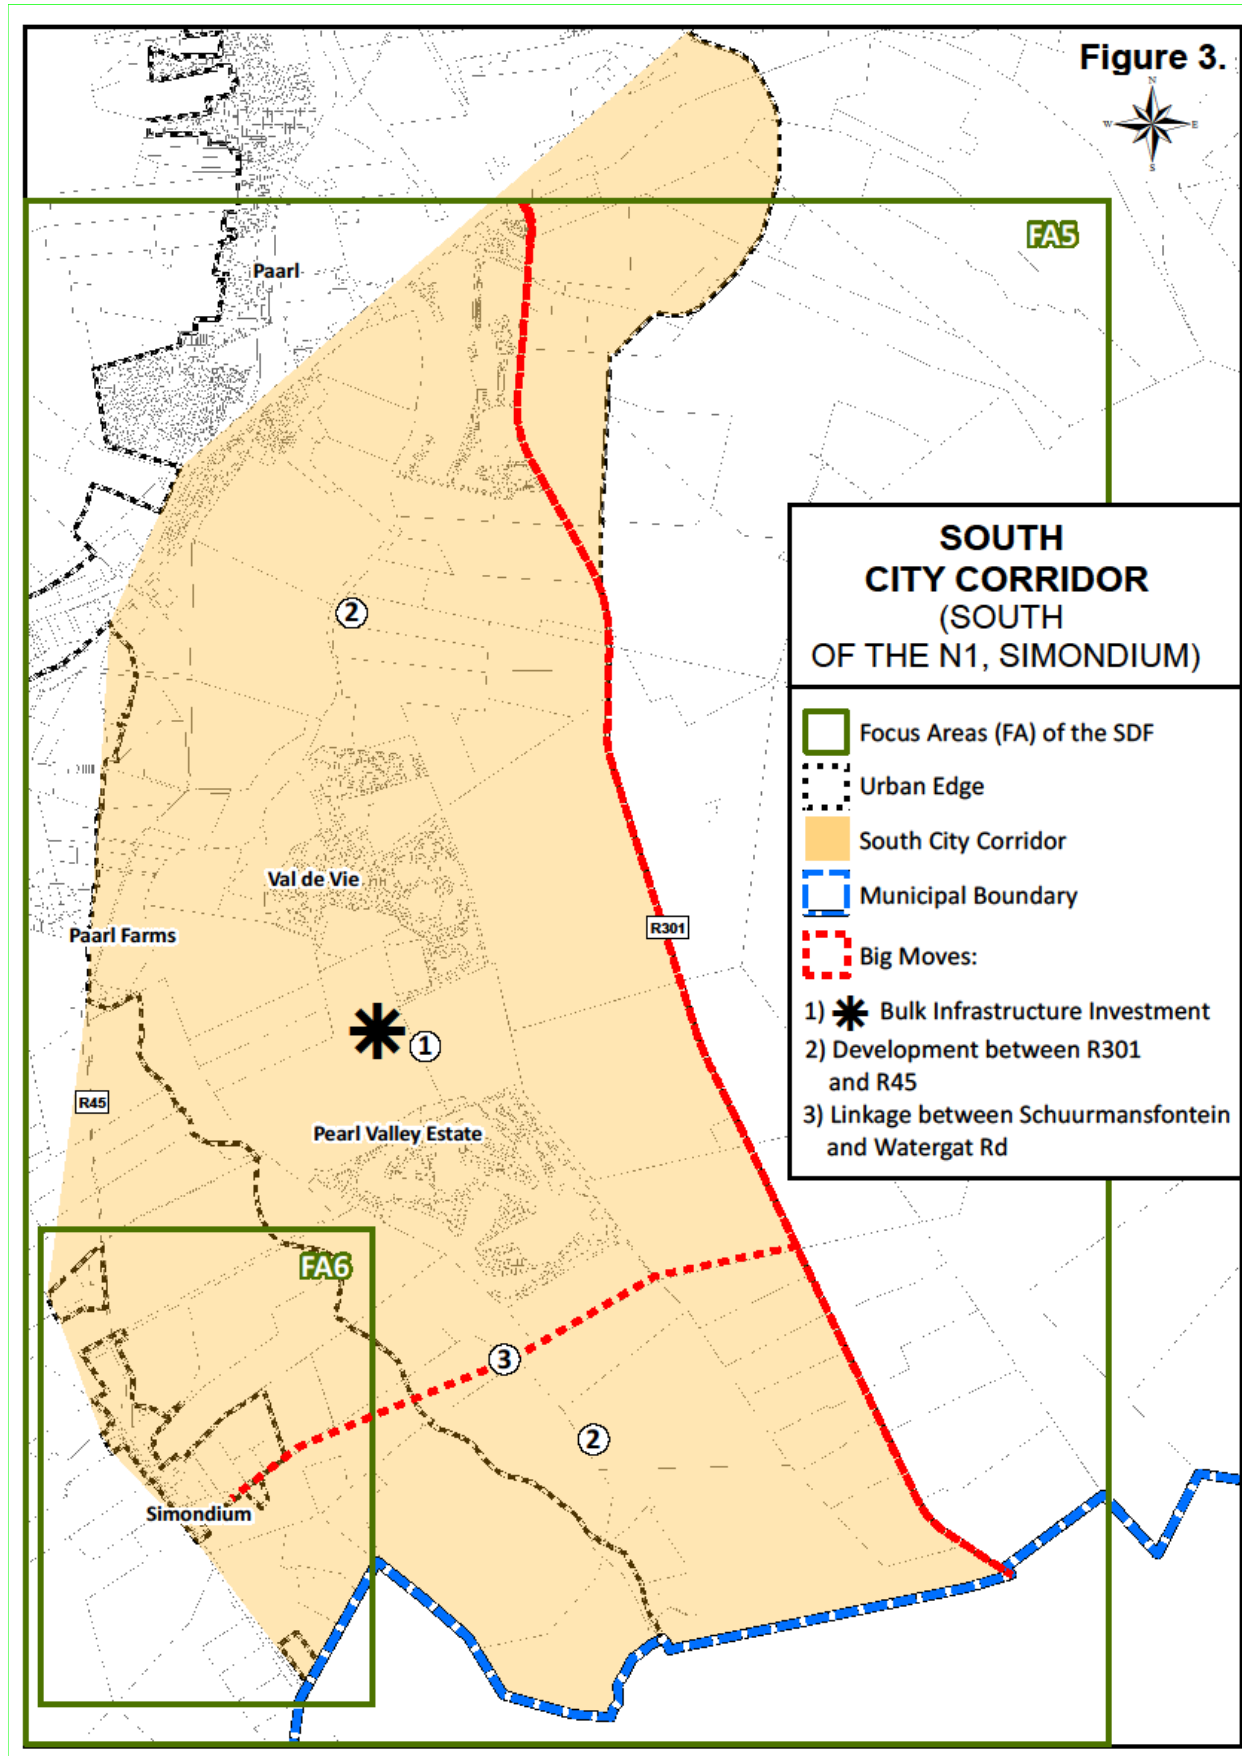 Figure 3.
N
W
E
S
FA5
Paarl
SOUTH
CITY CORRIDOR
(SOUTH
OF THE N1, SIMONDIUM)
Focus Areas (FA) of the SDF
Urban Edge
South City Corridor
Municipal Boundary
Big Moves:
1) Bulk Infrastructure Investment
2) Development between R301
and R45
3) Linkage between Schuurmansfontein
and Watergat Rd
2
Val de Vie
R301
Paarl Farms
1
R45
Pearl Valley Estate
FA6
3
2
Simondium